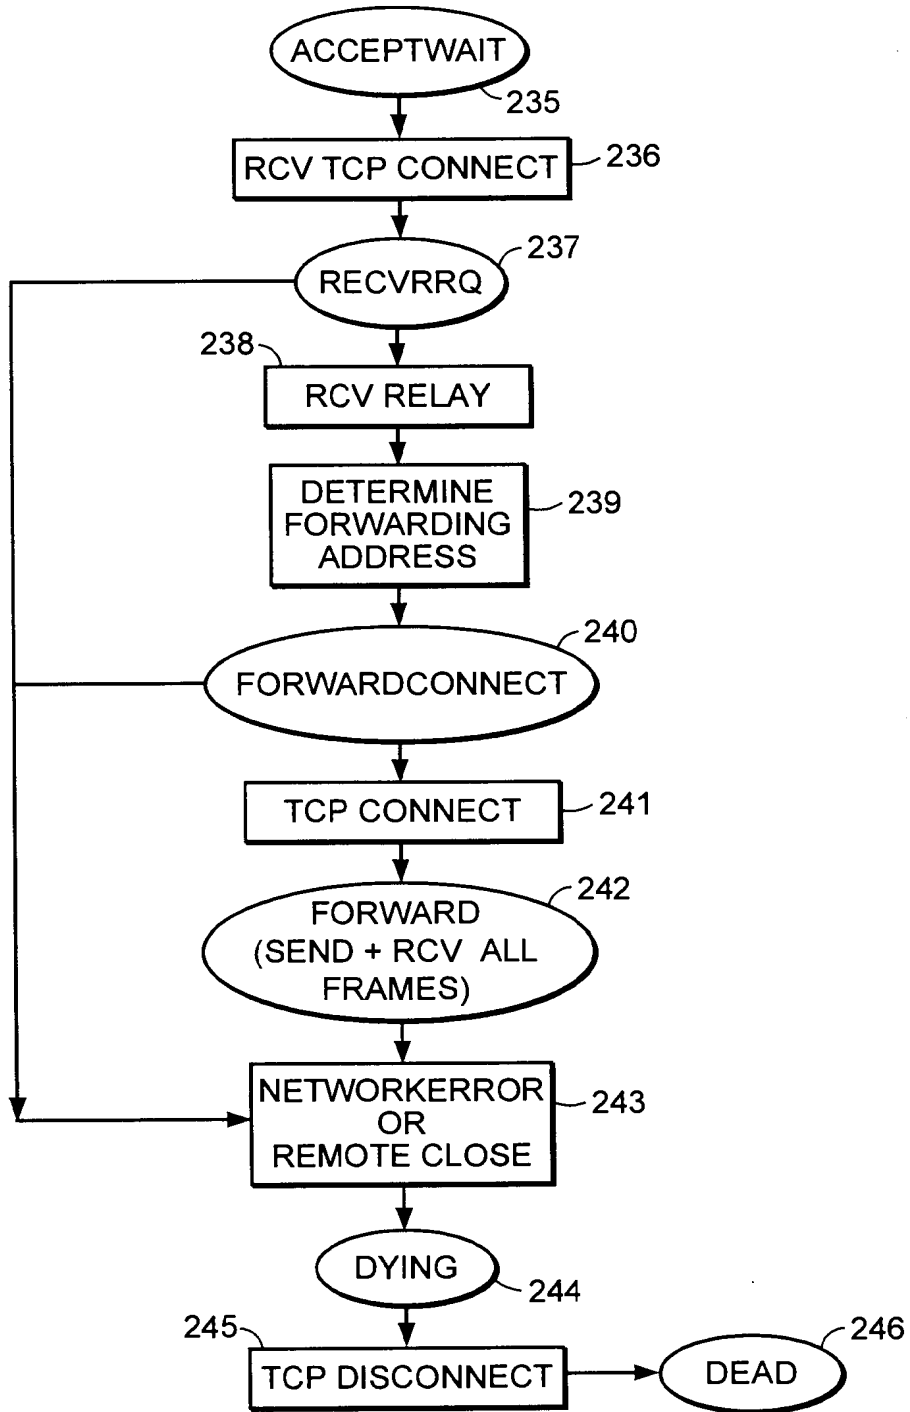 ACCEPTWAIT
235
RCV TCP CONNECT
236
237
RECVRRQ
238
RCV RELAY
DETERMINE
FORWARDING
ADDRESS
239
240
FORWARDCONNECT
TCP CONNECT
241
242
FORWARD
(SEND + RCV ALL
FRAMES)
NETWORKERROR
OR
REMOTE CLOSE
243
DYING
244
245
TCP DISCONNECT
246
DEAD